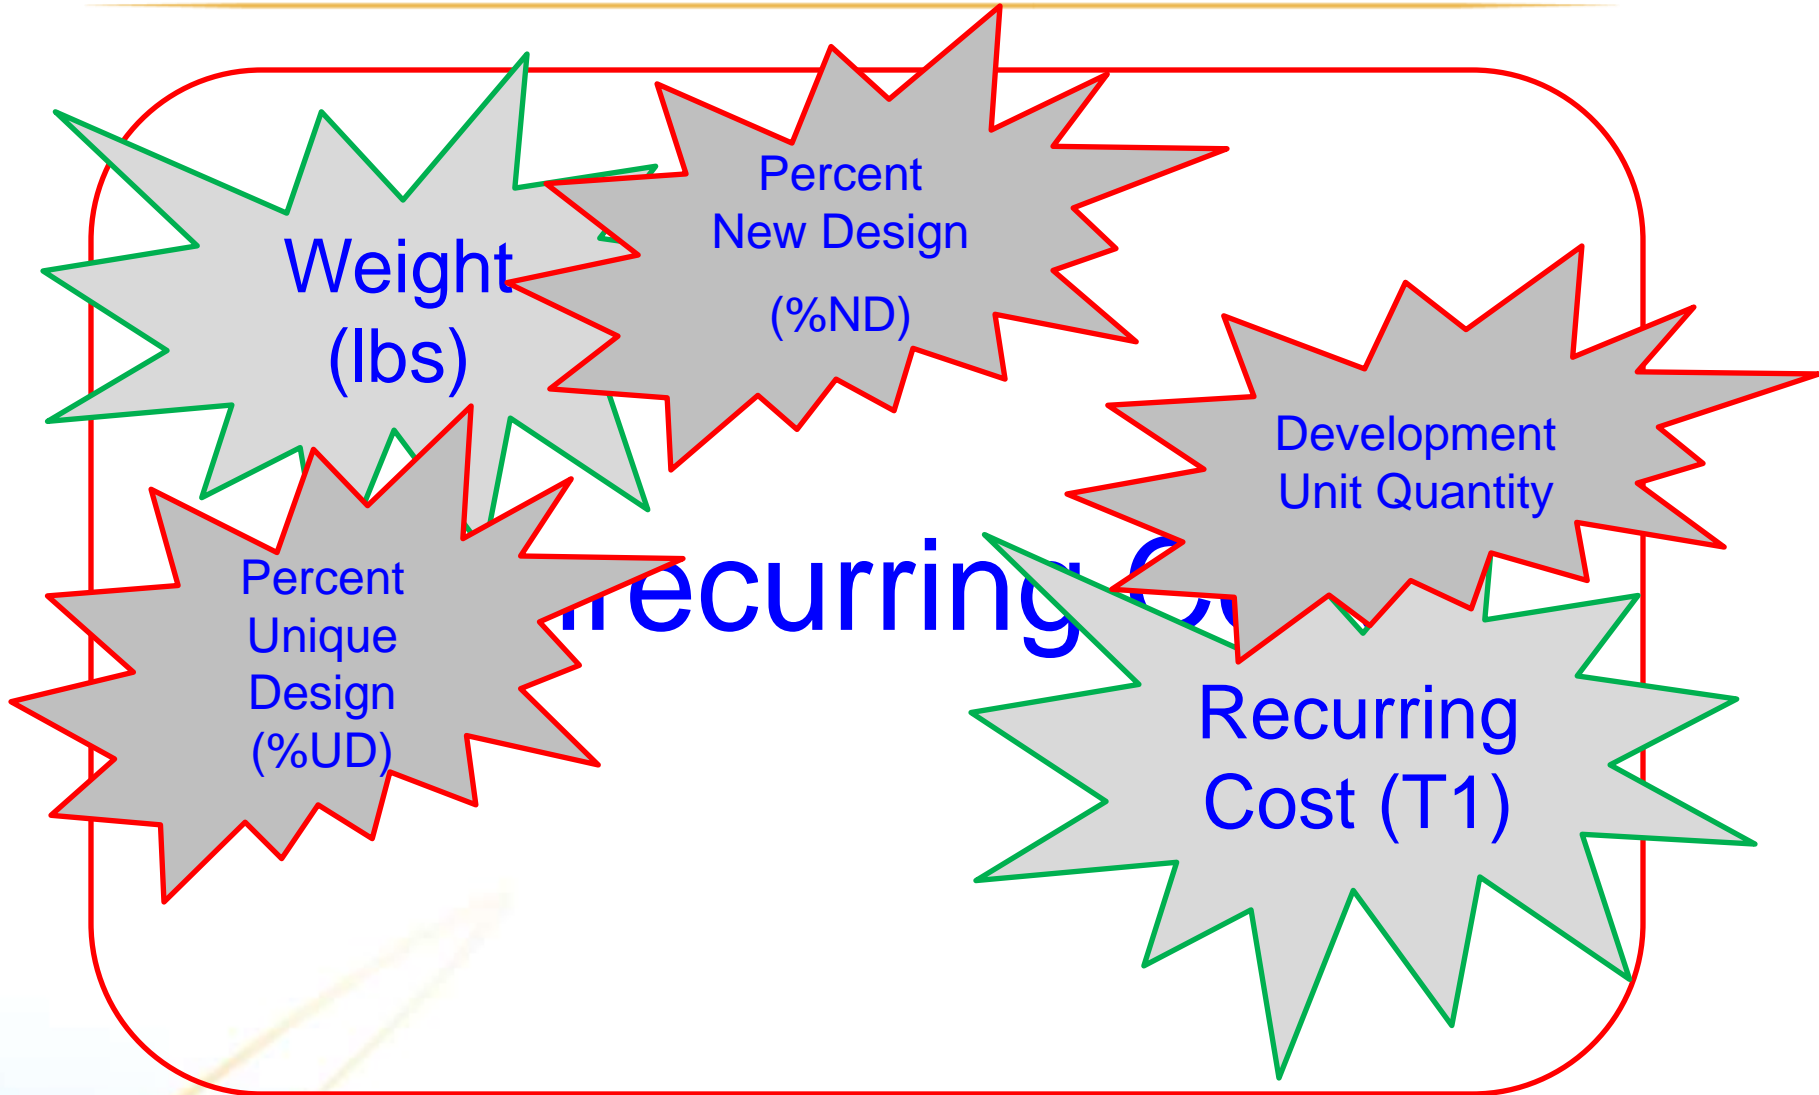 Weight
(lbs)
Percent
New Design
(%ND)
Development
Unit Quantity
Percent
Unique
Design
(%UD)
Recurring
Cost (T1)